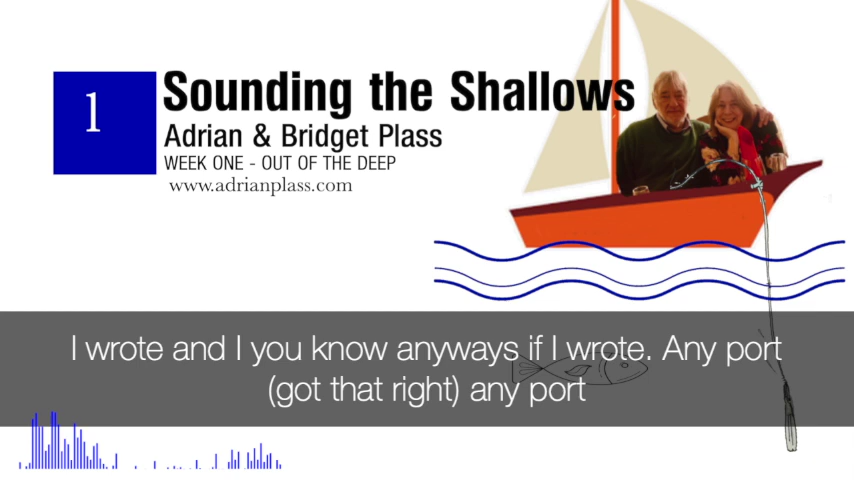 1
Sounding the Shallows
Adrian & Bridget Plass
WEEK ONE - OUT OF THE DEEP
www.adrianplass.com
I wrote and I you know anyways if I wrote. Any port
(got that right) any port